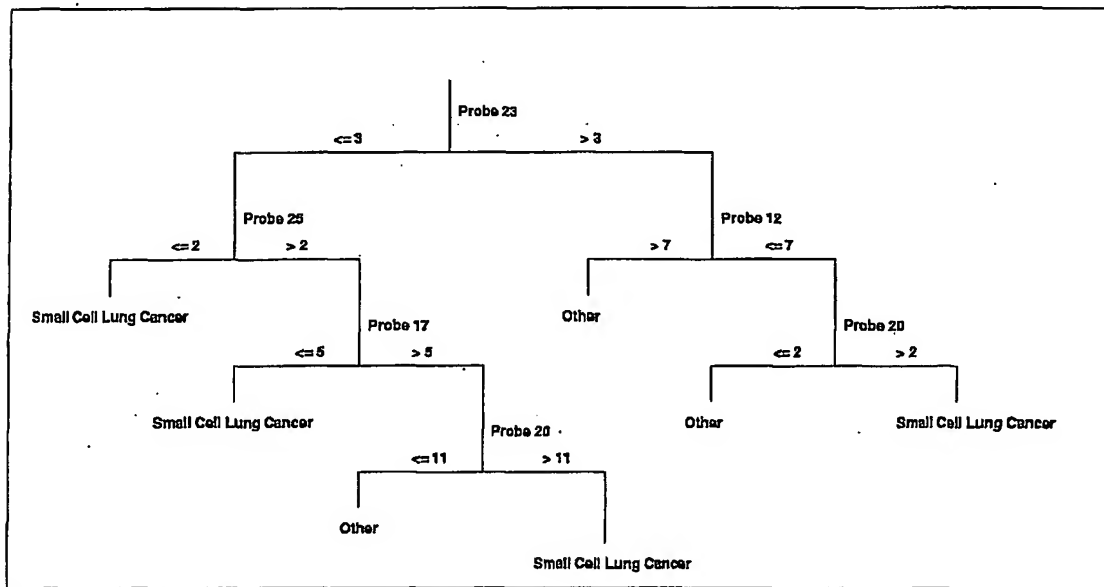 Probe 23
<=3 > 3
Probe 25 Probe 12
<=2 > 2 > 7 <=7
Small Cell Lung Cancer Other
Probe 17 Probe 20
<=5 > 5 <=2 > 2
Small Cell Lung Cancer Other Small Cell Lung Cancer
Probe 20
<=11 > 11
Other
Small Cell Lung Cancer